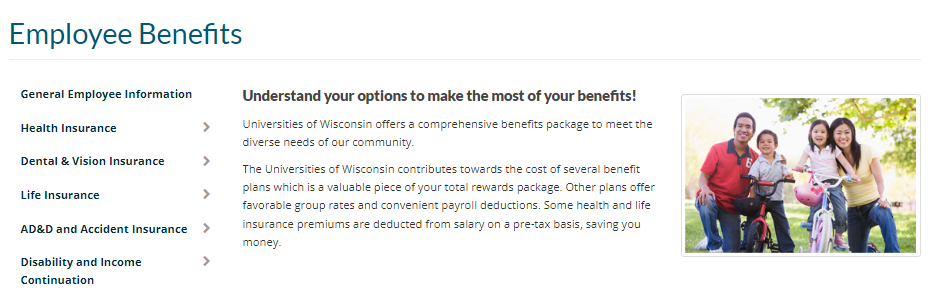 Employee Benefits
General Employee Information
Health Insurance
Dental & Vision Insurance
Life Insurance
AD&D and Accident Insurance
Disability and Income
Continuation
Understand your options to make the most of your benefits!
Universities of Wisconsin offers a comprehensive benefits package to meet the
diverse needs of our community.
The Universities of Wisconsin contributes towards the cost of several benefit
plans which is a valuable piece of your total rewards package. Other plans offer
favorable group rates and convenient payroll deductions. Some health and life
insurance premiums are deducted from salary on a pre-tax basis, saving you
money.